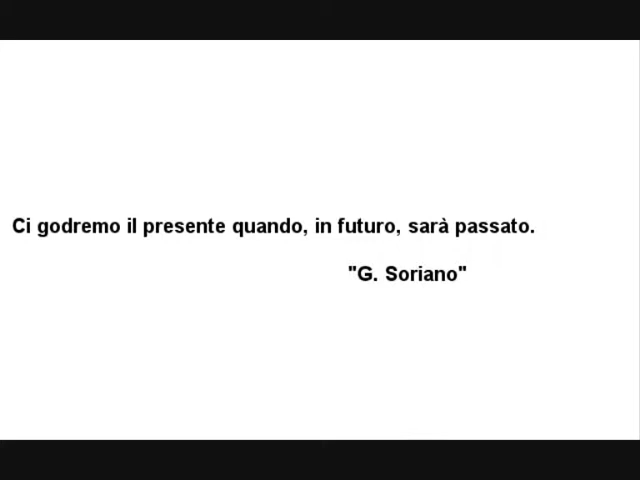 Ci godremo il presente quando, in futuro, sarà passato.
"G. Soriano"